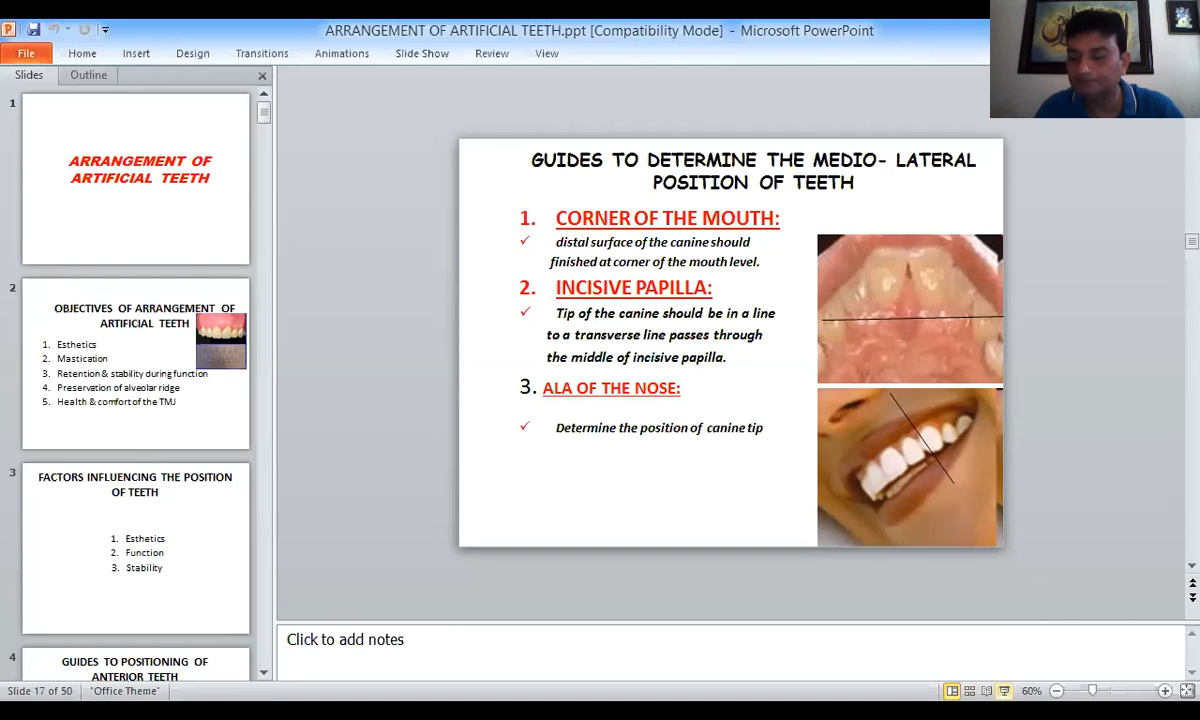 ARRANGEMENT OF ARTIFICIAL TEETH.ppt [Compatibility Mode] - Microsoft PowerPoint
File Home Insert Design Transitions Animations Slide Show Review View
Slides Outline
1
ARRANGEMENT OF
ARTIFICIAL TEETH
2
OBJECTIVES OF ARRANGEMENT OF
ARTIFICIAL TEETH
1. Esthetics
2. Mastication
3. Retention & stability during function
4. Preservation of alveolar ridge
5. Health & comfort of the TMJ
3
FACTORS INFLUENCING THE POSITION
OF TEETH
1. Esthetics
2. Function
3. Stability
4
GUIDES TO POSITIONING OF
ANTERIOR TEETH
GUIDES TO DETERMINE THE MEDIO- LATERAL
POSITION OF TEETH
1. CORNER OF THE MOUTH:
✓ distal surface of the canine should
finished at corner of the mouth level.
2. INCISIVE PAPILLA:
✓ Tip of the canine should be in a line
to a transverse line passes through
the middle of incisive papilla.
3. ALA OF THE NOSE:
✓ Determine the position of canine tip
Click to add notes
Slide 17 of 50 "Office Theme" 60%